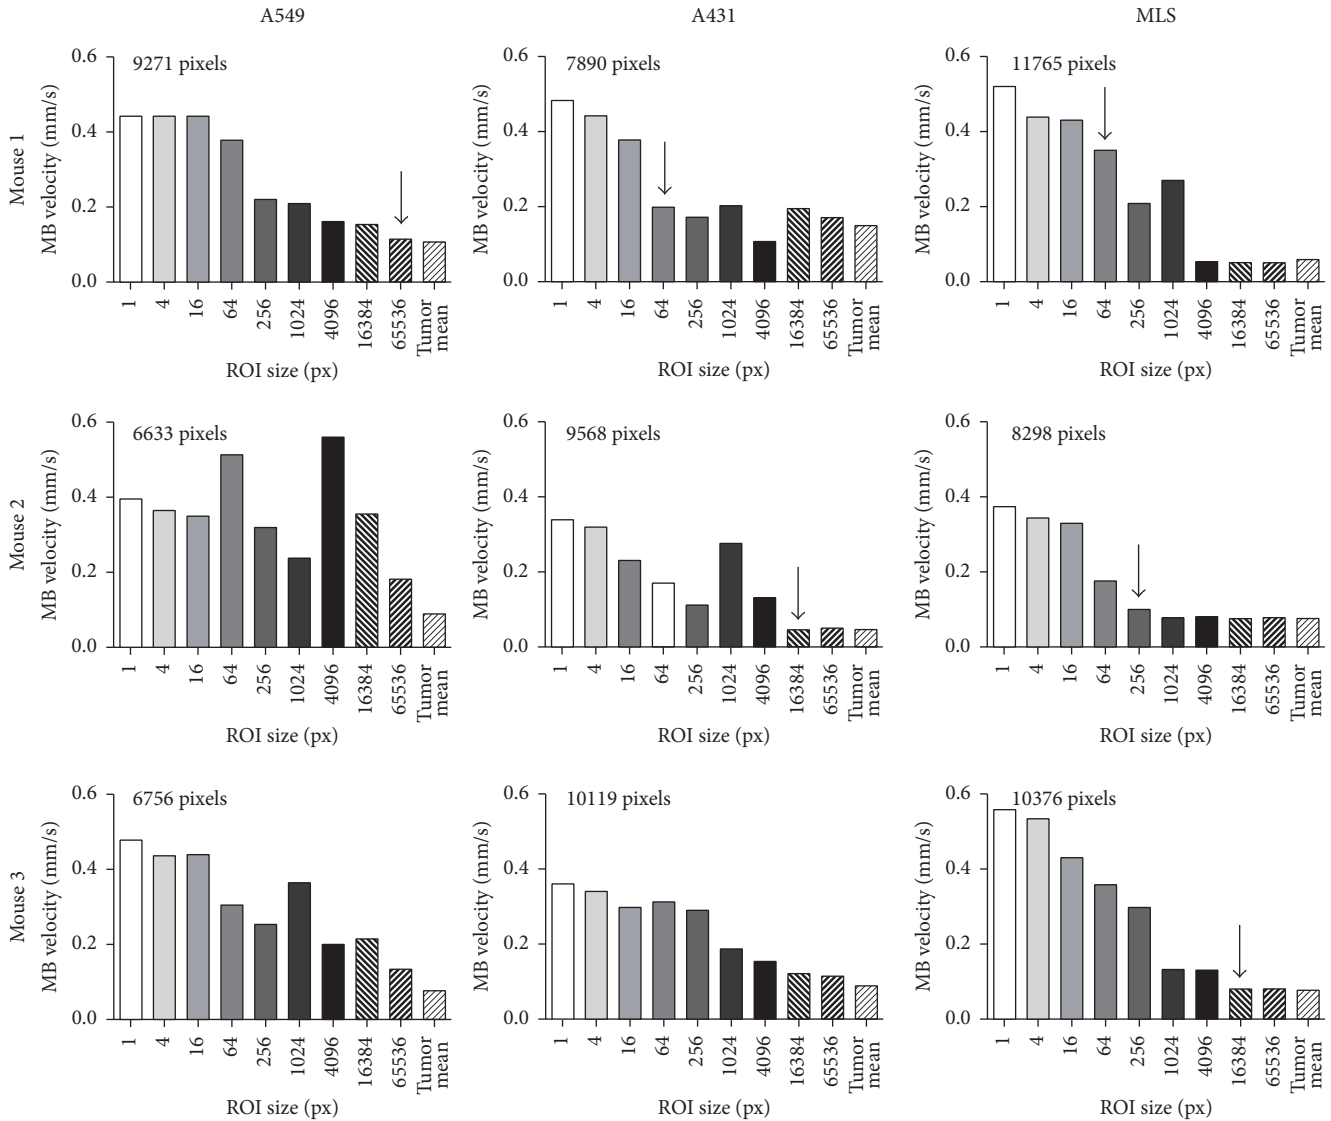 A549
A431
MLS
Mouse 1
MB velocity (mm/s)
0.6
0.4
0.2
0.0
9271 pixels
1
4
16
64
256
1024
4096
16384
65536
Tumor
mean
ROI size (px)
MB velocity (mm/s)
0.6
0.4
0.2
0.0
7890 pixels
1
4
16
64
256
1024
4096
16384
65536
Tumor
mean
ROI size (px)
MB velocity (mm/s)
0.6
0.4
0.2
0.0
11765 pixels
1
4
16
64
256
1024
4096
16384
65536
Tumor
mean
ROI size (px)
Mouse 2
MB velocity (mm/s)
0.6
0.4
0.2
0.0
6633 pixels
1
4
16
64
256
1024
4096
16384
65536
Tumor
mean
ROI size (px)
MB velocity (mm/s)
0.6
0.4
0.2
0.0
9568 pixels
1
4
16
64
256
1024
4096
16384
65536
Tumor
mean
ROI size (px)
MB velocity (mm/s)
0.6
0.4
0.2
0.0
8298 pixels
1
4
16
64
256
1024
4096
16384
65536
Tumor
mean
ROI size (px)
Mouse 3
MB velocity (mm/s)
0.6
0.4
0.2
0.0
6756 pixels
1
4
16
64
256
1024
4096
16384
65536
Tumor
mean
ROI size (px)
MB velocity (mm/s)
0.6
0.4
0.2
0.0
10119 pixels
1
4
16
64
256
1024
4096
16384
65536
Tumor
mean
ROI size (px)
MB velocity (mm/s)
0.6
0.4
0.2
0.0
10376 pixels
1
4
16
64
256
1024
4096
16384
65536
Tumor
mean
ROI size (px)